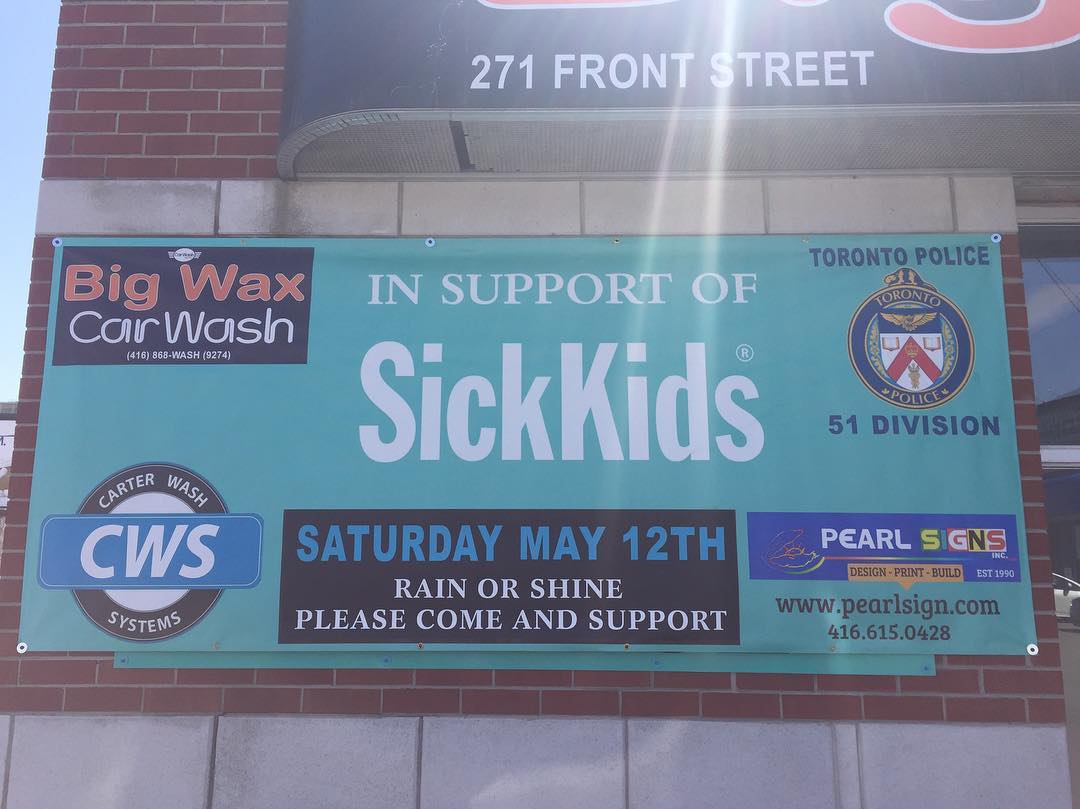 271 FRONT STREET
Car Wash
Big Wax
Car Wash
(416) 868-WASH (9274)
IN SUPPORT OF
SickKids®
TORONTO POLICE
TORONTO
POLICE
51 DIVISION
CARTER WASH
CWS
SYSTEMS
SATURDAY MAY 12TH
RAIN OR SHINE
PLEASE COME AND SUPPORT
PEARL SIGNS INC.
DESIGN - PRINT - BUILD EST 1990
www.pearlsign.com
416.615.0428